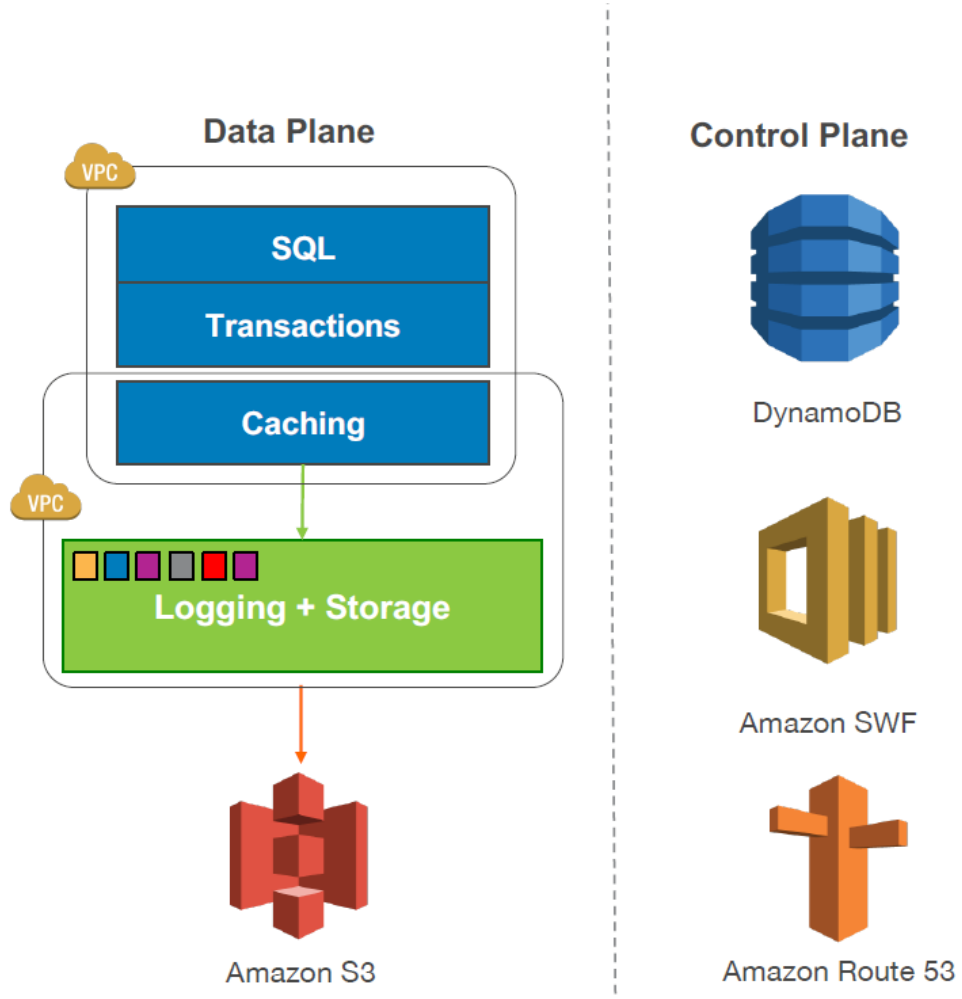 Data Plane
VPC
SQL
Transactions
Caching
VPC
Logging + Storage
Amazon S3
Control Plane
DynamoDB
Amazon SWF
Amazon Route 53